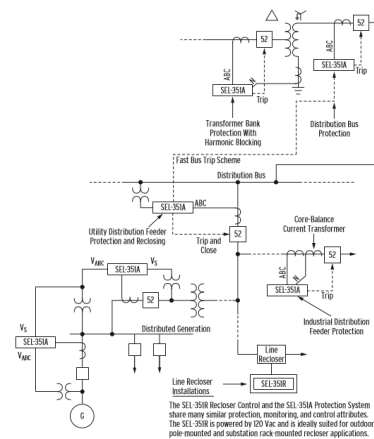 52
52
ABC
ABC
N
SEL-351A
SEL-351A
Trip
Trip
Transformer Bank
Protection With
Harmonic Blocking
Distribution Bus
Protection
Fast Bus Trip Scheme
Distribution Bus
SEL-351A
ABC
Utility Distribution Feeder
Protection and Reclosing
Trip and
Close
52
Core-Balance
Current Transformer
52
ABC
N
SEL-351A
Trip
Industrial Distribution
Feeder Protection
VABC
SEL-351A
VS
52
VS
SEL-351A
VABC
Distributed Generation
G
Line
Recloser
Line Recloser
Installations
SEL-351R
The SEL-351R Recloser Control and the SEL-351A Protection System
share many similar protection, monitoring, and control attributes.
The SEL-351R is powered by 120 Vac and is ideally suited for outdoor
pole-mounted and substation rack-mounted recloser applications.